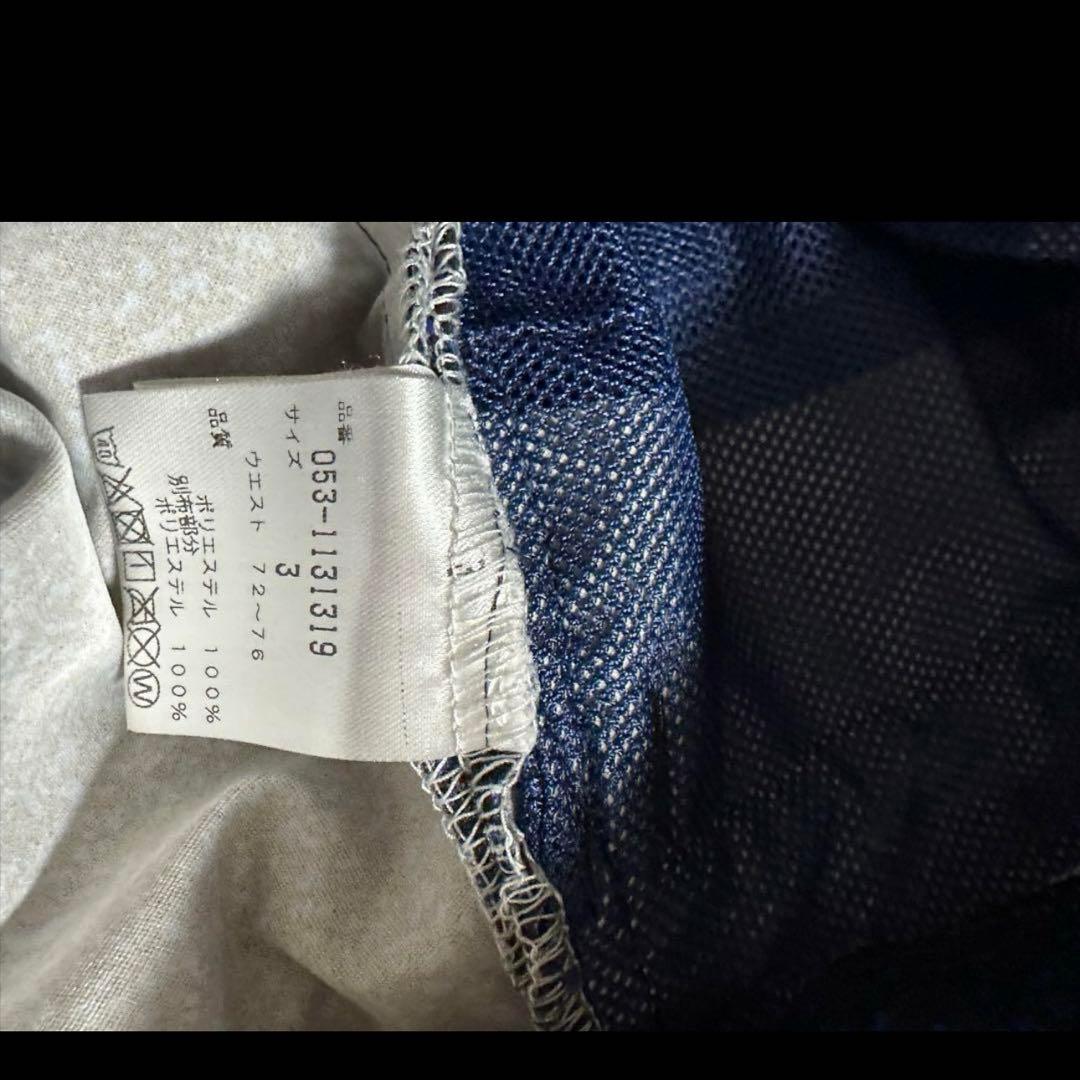 品番 053-1131319
サイズ 3
ウエスト 72～76
品質
ポリエステル 100%
別布部分
ポリエステル 100%
W